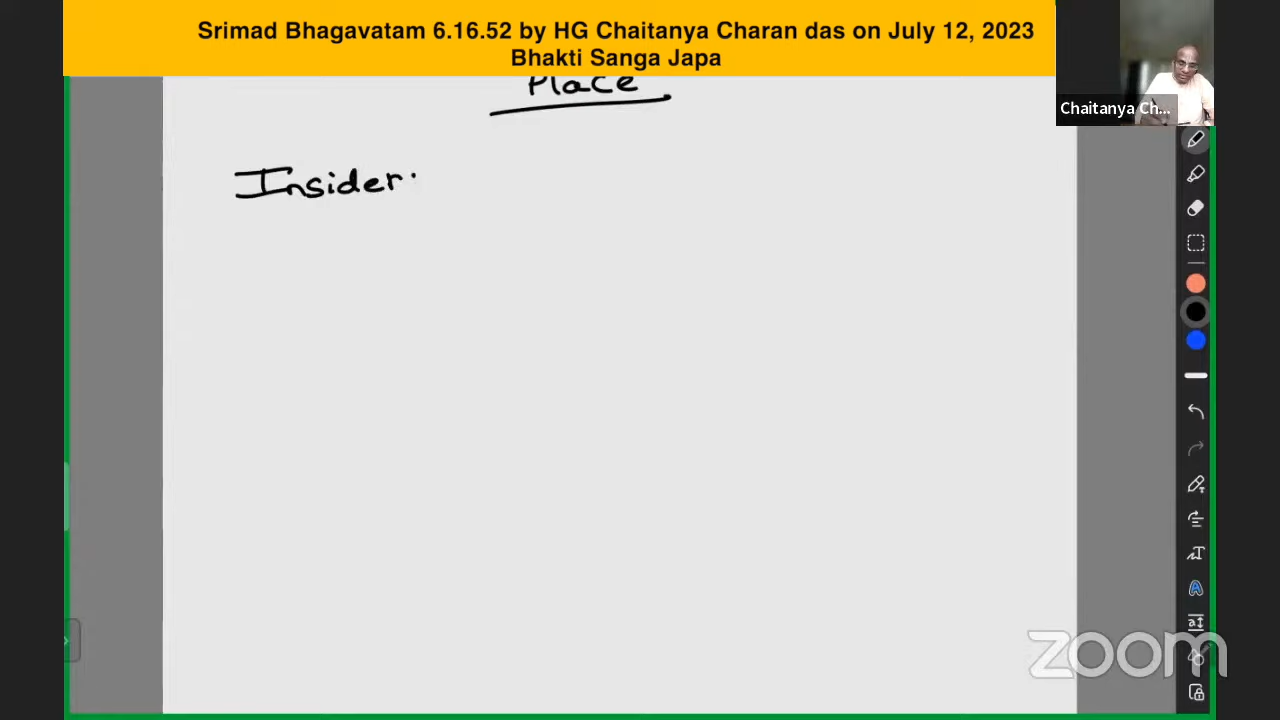 Srimad Bhagavatam 6.16.52 by HG Chaitanya Charan das on July 12, 2023
Bhakti Sanga Japa
Chaitanya Ch...
Place
Insider
zoom